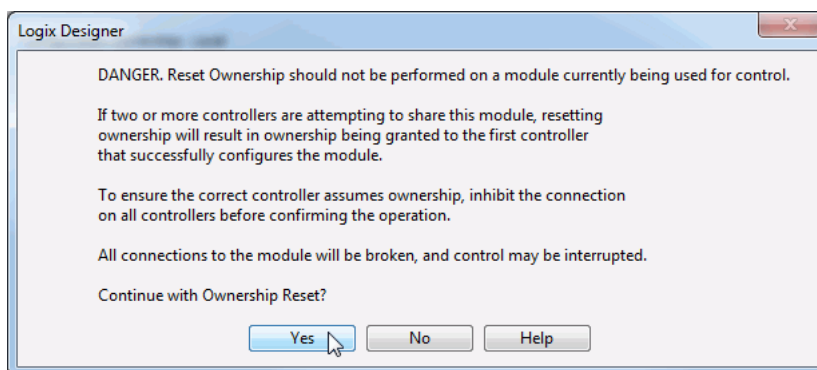 Logix Designer
DANGER. Reset Ownership should not be performed on a module currently being used for control.
If two or more controllers are attempting to share this module, resetting
ownership will result in ownership being granted to the first controller
that successfully configures the module.
To ensure the correct controller assumes ownership, inhibit the connection
on all controllers before confirming the operation.
All connections to the module will be broken, and control may be interrupted.
Continue with Ownership Reset?
Yes
No
Help